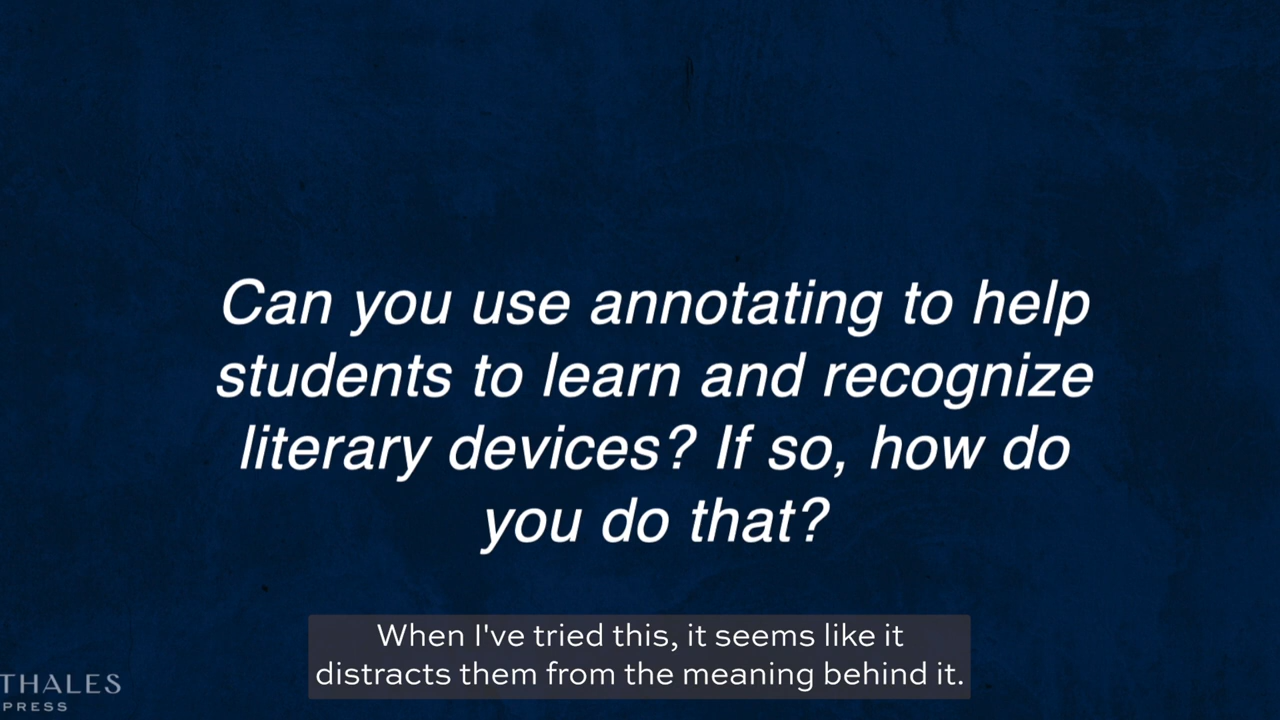 Can you use annotating to help
students to learn and recognize
literary devices? If so, how do
you do that?
When I've tried this, it seems like it
distracts them from the meaning behind it.
THALES
PRESS